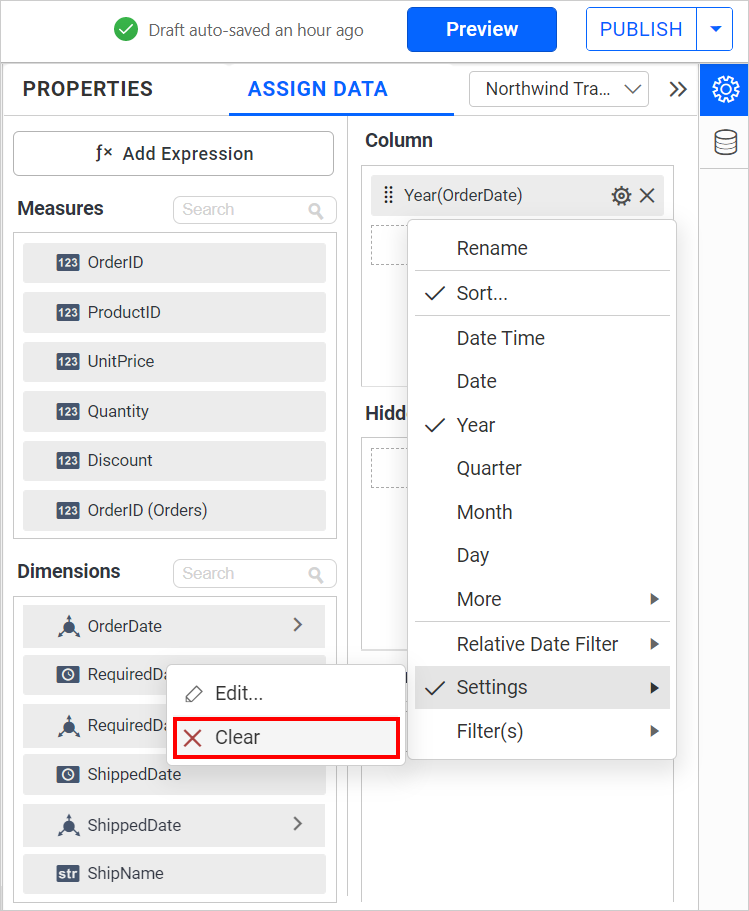 Draft auto-saved an hour ago
Preview
PUBLISH
PROPERTIES
ASSIGN DATA
Northwind Tra...
ƒx Add Expression
Measures
Search
123 OrderID
123 ProductID
123 UnitPrice
123 Quantity
123 Discount
123 OrderID (Orders)
Dimensions
Search
OrderDate
RequiredDa
RequiredDa
ShippedDate
ShippedDate
str ShipName
Edit...
Clear
Column
Year(OrderDate)
Hidd
Rename
Sort...
Date Time
Date
Year
Quarter
Month
Day
More
Relative Date Filter
Settings
Filter(s)